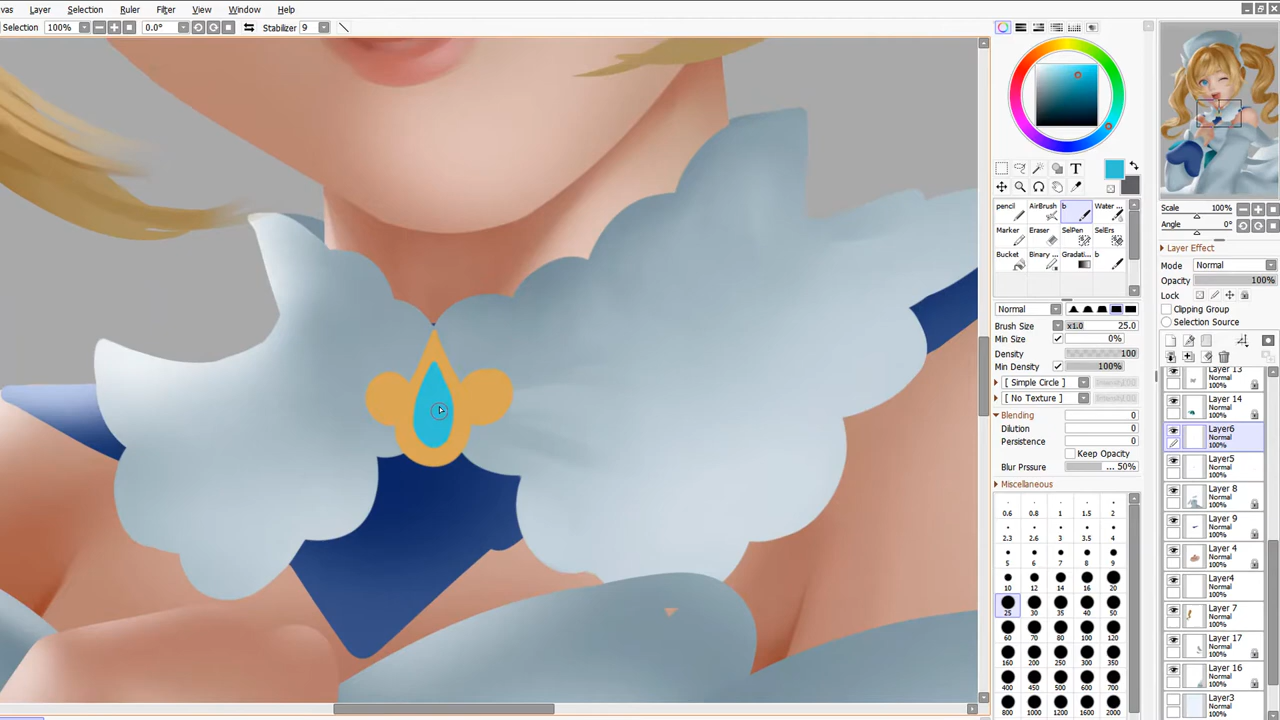 vas Layer Selection Ruler Filter View Window Help
Selection 100% 0.0° Stabilizer 9
T
pencil AirBrush b Water ...
Marker Eraser SelPen SelErs
Bucket Binary ... Gradati... b
Normal
Brush Size x1.0 25.0
Min Size 0%
Density 100
Min Density 100%
[ Simple Circle ]
[ No Texture ]
Blending 0
Dilution 0
Persistence 0
Keep Opacity
Blur Prssure ... 50%
Miscellaneous
0.6 0.8 1 1.5 2
2.3 2.6 3 3.5 4
5 6 7 8 9
10 12 14 16 20
25 30 35 40 50
60 70 80 100 120
160 200 250 300 350
400 450 500 600 700
800 1000 1200 1600 2000
Scale 100%
Angle 0°
Layer Effect
Mode Normal
Opacity 100%
Lock
Clipping Group
Selection Source
Layer 13
Normal
100%
Layer 14
Normal
100%
Layer6
Normal
100%
Layer5
Normal
100%
Layer 8
Normal
100%
Layer 9
Normal
100%
Layer 4
Normal
100%
Layer4
Normal
100%
Layer 7
Normal
100%
Layer 17
Normal
100%
Layer 16
Normal
100%
Layer3
Normal
100%